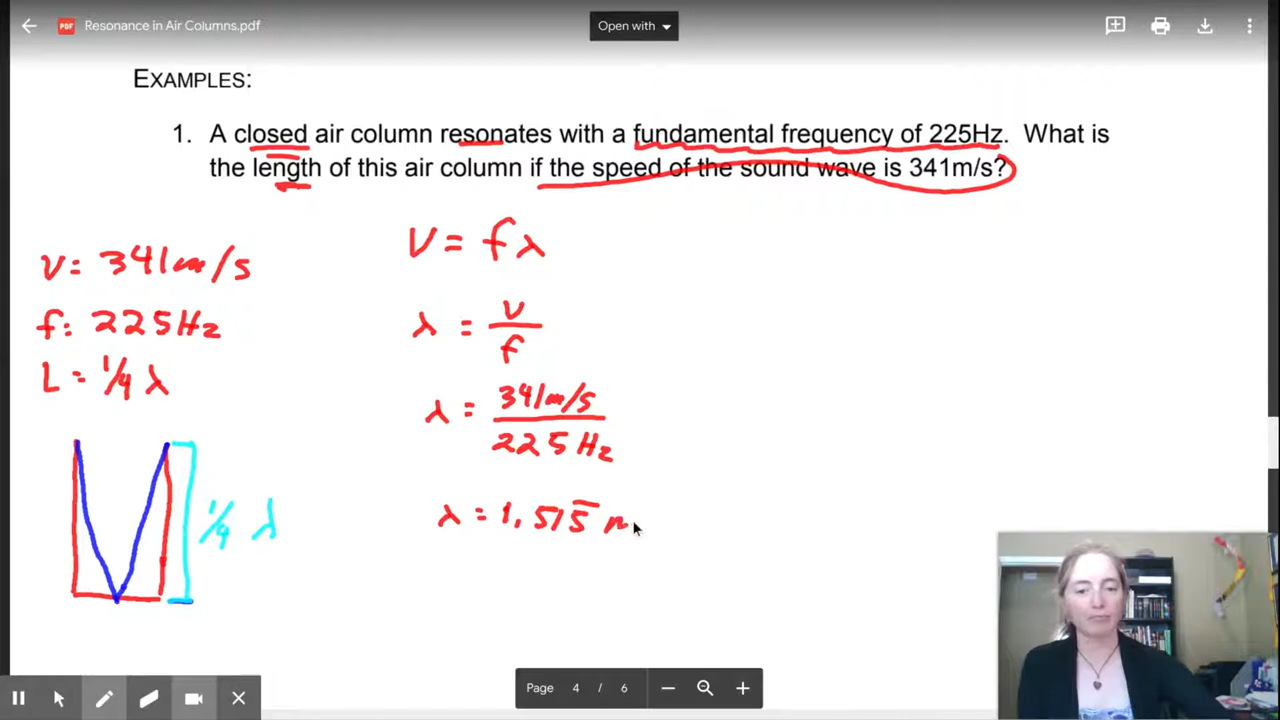 Resonance in Air Columns.pdf
Open with
EXAMPLES:
1. A closed air column resonates with a fundamental frequency of 225Hz. What is
the length of this air column if the speed of the sound wave is 341m/s?
V = fλ
v = 341m/s
λ = v/f
f: 225Hz
L = 1/4 λ
λ = 341m/s / 225Hz
1/4 λ
λ = 1.515̅ m
Page 4 / 6